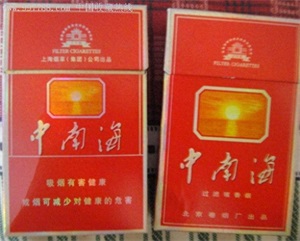 FILTER CIGARETTES
上海烟草(集团)公司出品
中南海
吸烟有害健康
戒烟可减少对健康的危害
FILTER CIGARETTES
中南海
过滤嘴香烟
北京卷烟厂出品